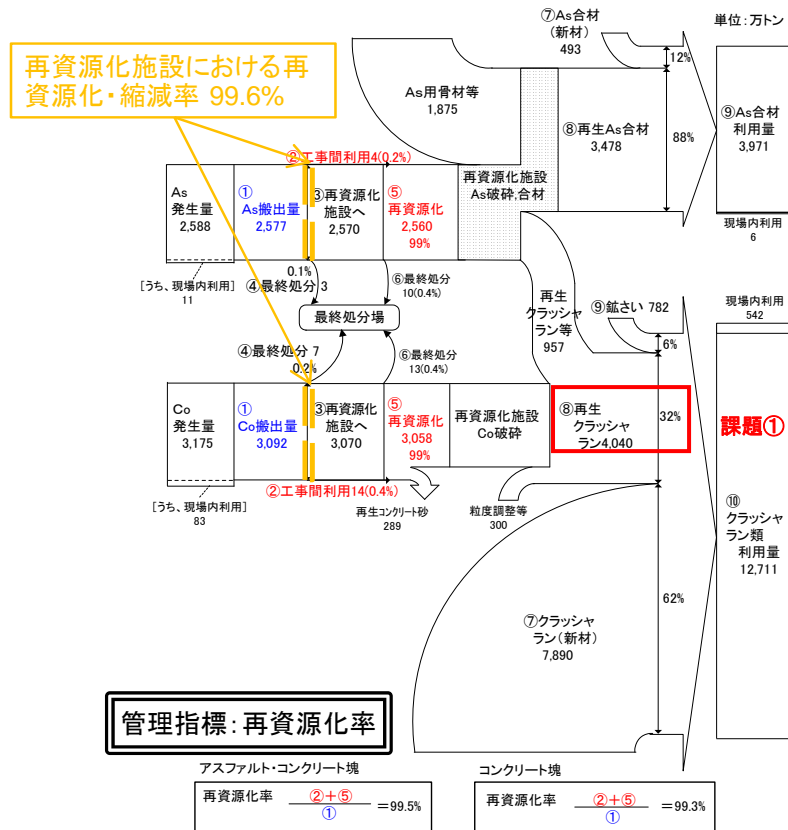 単位：万トン
再資源化施設における再
資源化・縮減率 99.6%
⑦As合材
（新材）
493
12%
As用骨材等
1,875
⑧再生As合材
3,478
88%
⑨As合材
利用量
3,971
②工事間利用4(0.2%)
As
発生量
2,588
①
As搬出量
2,577
③再資源化
施設へ
2,570
⑤
再資源化
2,560
99%
再資源化施設
As破砕,合材
現場内利用
6
[うち、現場内利用]
11
0.1%
④最終処分 3
⑥最終処分
10(0.4%)
最終処分場
再生
クラッシャ
ラン等
957
⑨鉱さい 782
6%
現場内利用
542
④最終処分 7
0.2%
⑥最終処分
13(0.4%)
Co
発生量
3,175
①
Co搬出量
3,092
③再資源化
施設へ
3,070
⑤
再資源化
3,058
99%
再資源化施設
Co破砕
⑧再生
クラッシャ
ラン4,040
32%
課題①
②工事間利用14(0.4%)
[うち、現場内利用]
83
再生コンクリート砂
289
粒度調整等
300
⑩
クラッシャ
ラン類
利用量
12,711
62%
⑦クラッシャ
ラン（新材）
7,890
管理指標：再資源化率
アスファルト・コンクリート塊
再資源化率 ②＋⑤
①
＝99.5%
コンクリート塊
再資源化率 ②＋⑤
①
＝99.3%